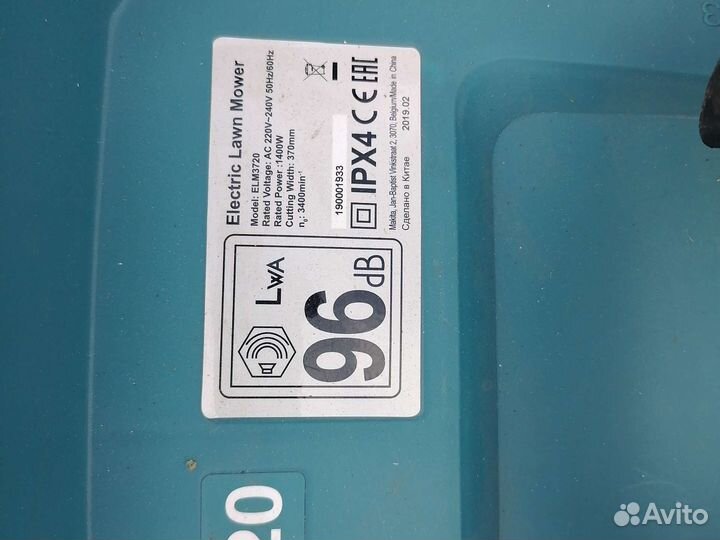 Electric Lawn Mower
Model: ELM3720
Rated Voltage: AC 220V~240V 50Hz/60Hz
Rated Power :1400W
Cutting Width: 370mm
n₀: 3400min⁻¹
190001933
IPX4 CE EAC
Makita, Jan-Baptist Vinkstraat 2, 3070, Belgium/Made in China
Сделано в Китае 2019.02
LWA
96 dB
20
Avito